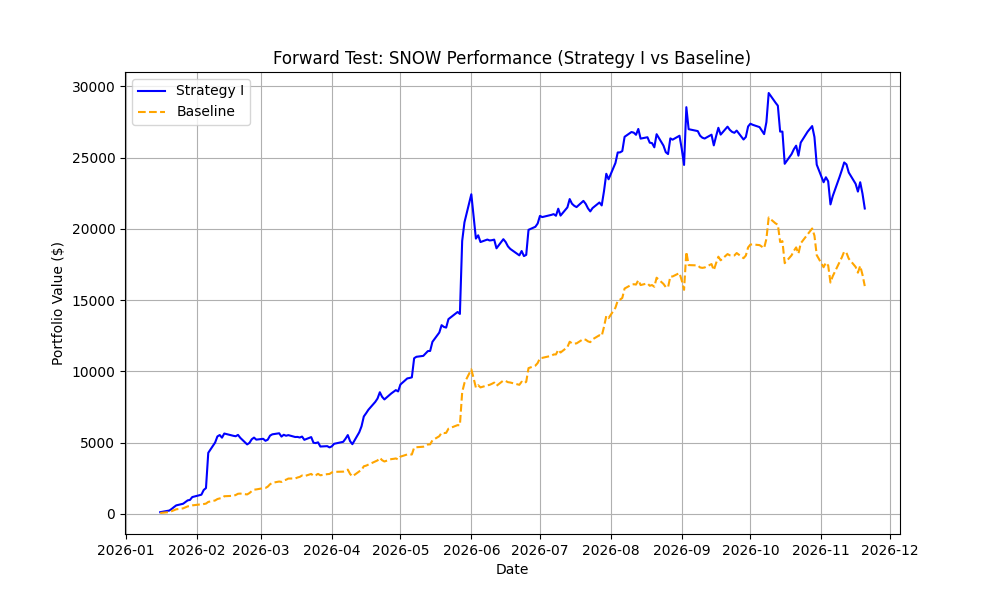 Forward Test: SNOW Performance (Strategy I vs Baseline)
Strategy I
Baseline
Portfolio Value ($)
30000
25000
20000
15000
10000
5000
0
2026-01 2026-02 2026-03 2026-04 2026-05 2026-06 2026-07 2026-08 2026-09 2026-10 2026-11 2026-12
Date